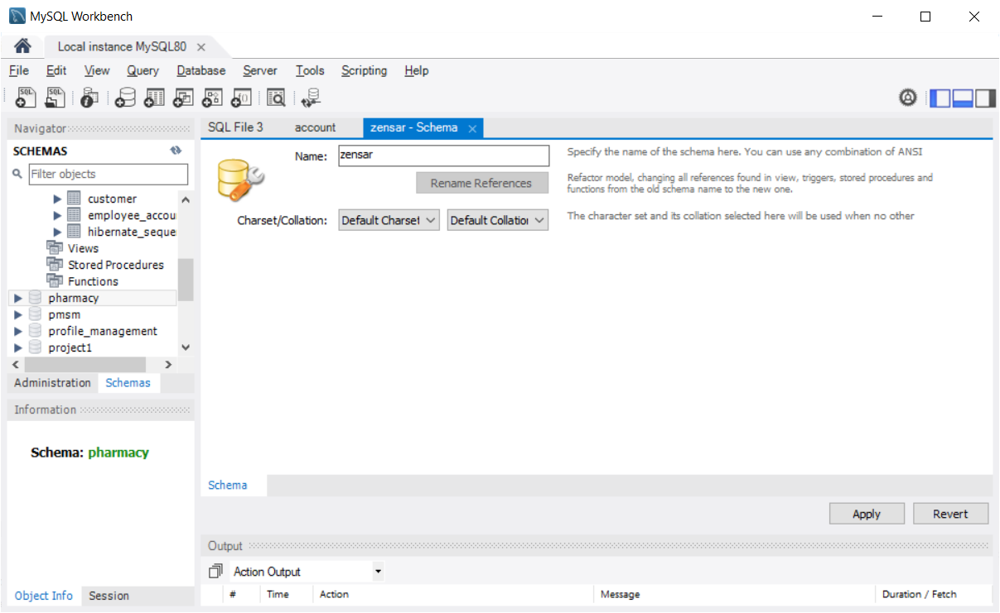 MySQL Workbench
Local instance MySQL80
File Edit View Query Database Server Tools Scripting Help
SQL SQL
Navigator
SCHEMAS
Filter objects
customer
employee_accou
hibernate_seque
Views
Stored Procedures
Functions
pharmacy
pmsm
profile_management
project1
Administration Schemas
Information
Schema: pharmacy
Object Info Session
SQL File 3 account zensar - Schema
Name: zensar
Specify the name of the schema here. You can use any combination of ANSI
Rename References
Refactor model, changing all references found in view, triggers, stored procedures and
functions from the old schema name to the new one.
Charset/Collation: Default Charset Default Collation
The character set and its collation selected here will be used when no other
Schema
Apply Revert
Output
Action Output
# Time Action Message Duration / Fetch